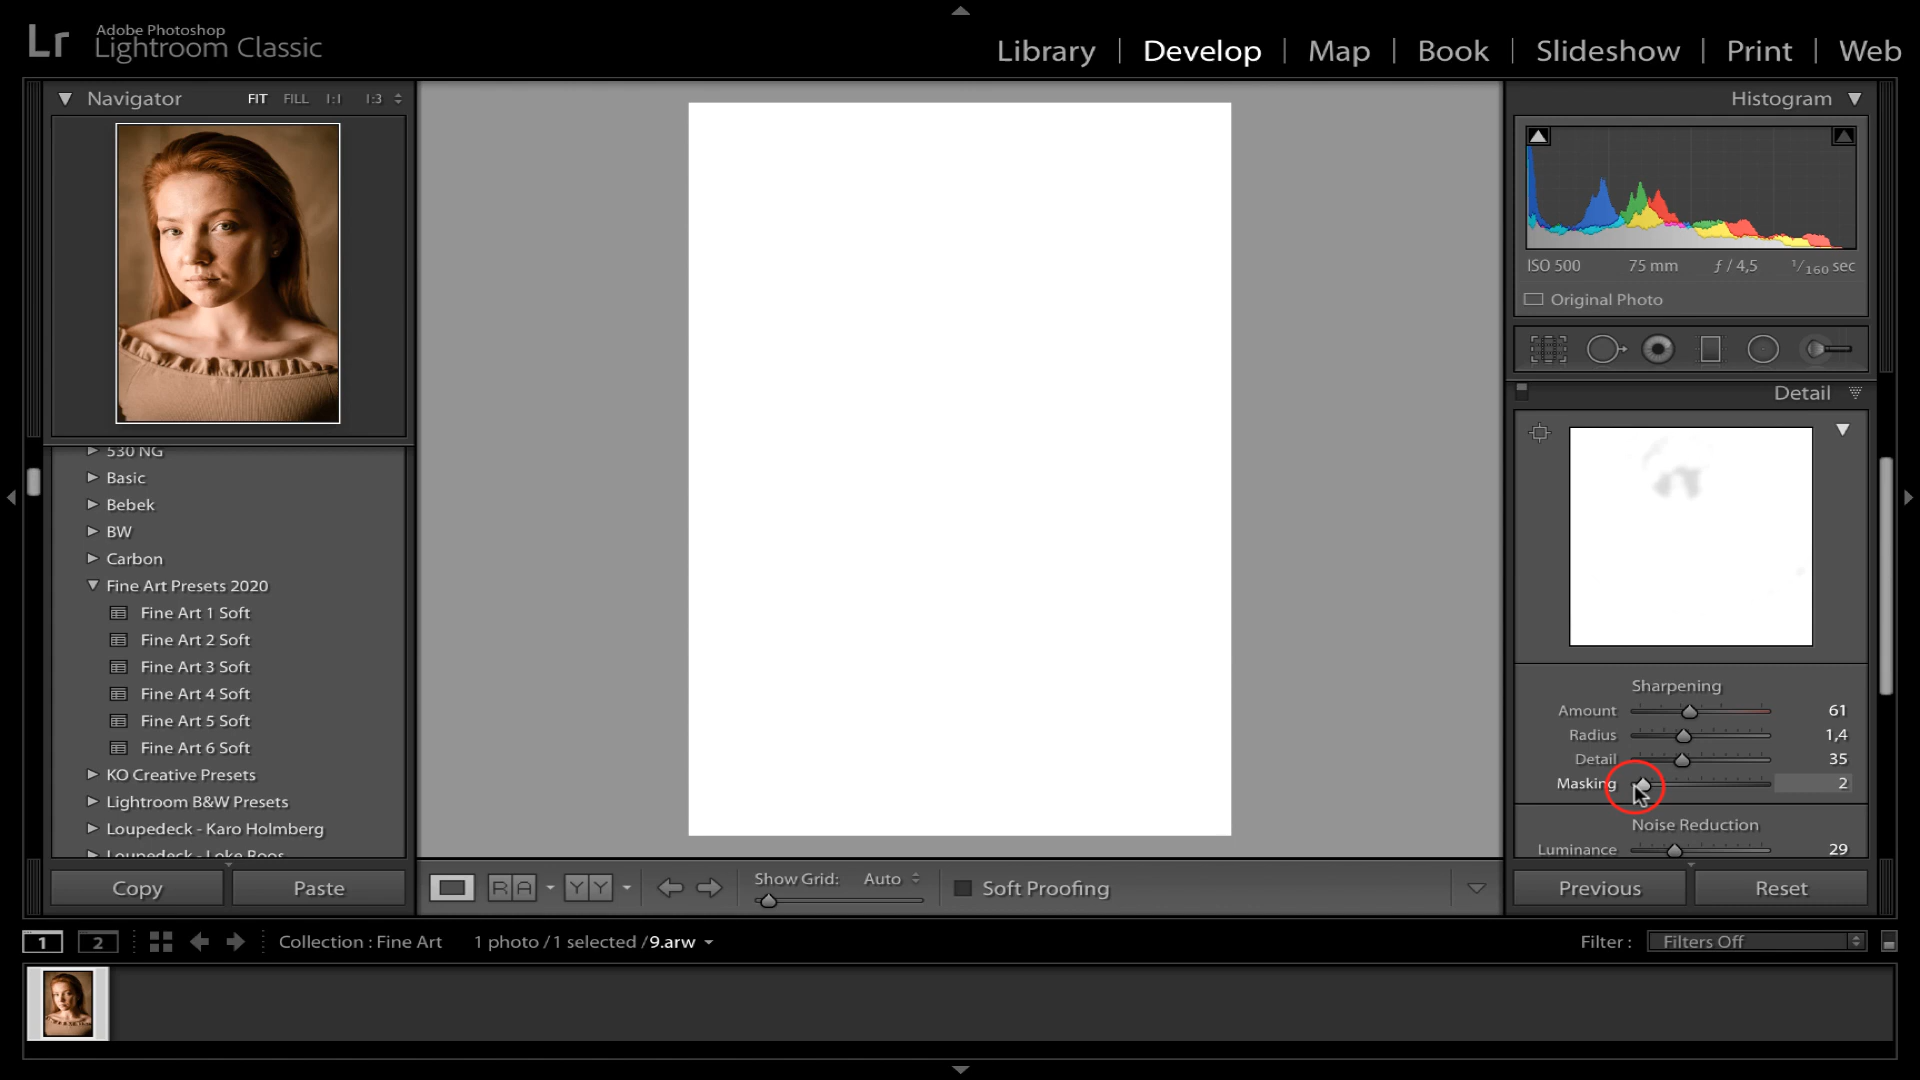 Lr Adobe Photoshop
Lightroom Classic
Library | Develop | Map | Book | Slideshow | Print | Web
Navigator FIT FILL 1:1 1:3
530 NG
Basic
Bebek
BW
Carbon
Fine Art Presets 2020
Fine Art 1 Soft
Fine Art 2 Soft
Fine Art 3 Soft
Fine Art 4 Soft
Fine Art 5 Soft
Fine Art 6 Soft
KO Creative Presets
Lightroom B&W Presets
Loupedeck - Karo Holmberg
Loupedeck - Loke Roos
Copy Paste
Histogram
ISO 500 75 mm ƒ / 4,5 1/160 sec
Original Photo
Detail
Sharpening
Amount 61
Radius 1,4
Detail 35
Masking 2
Noise Reduction
Luminance 29
Previous Reset
R A Y Y Show Grid: Auto Soft Proofing
1 2 Collection : Fine Art 1 photo / 1 selected / 9.arw Filter : Filters Off